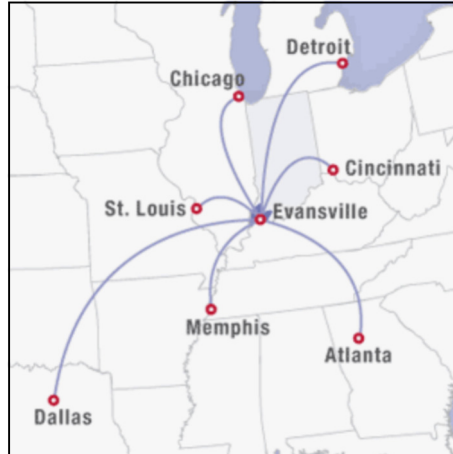 Detroit
Chicago
Cincinnati
St. Louis
Evansville
Memphis
Atlanta
Dallas